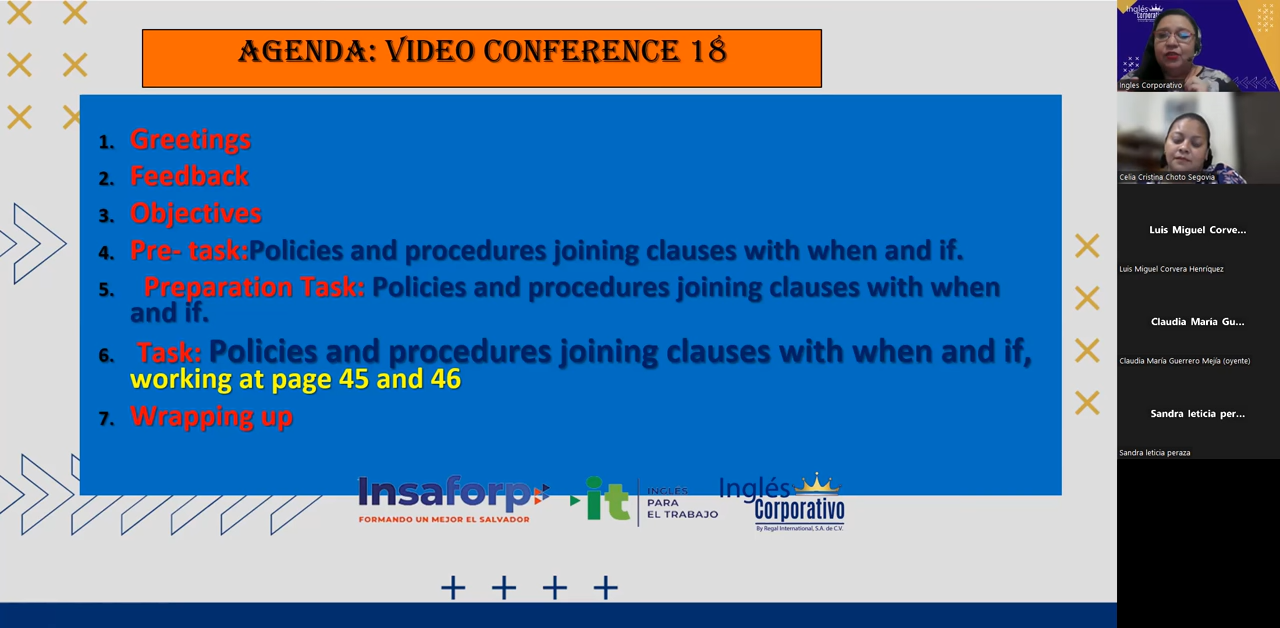 AGENDA: VIDEO CONFERENCE 18
1. Greetings
2. Feedback
3. Objectives
4. Pre- task:Policies and procedures joining clauses with when and if.
5. Preparation Task: Policies and procedures joining clauses with when
and if.
6. Task: Policies and procedures joining clauses with when and if,
working at page 45 and 46
7. Wrapping up
Insaforp
FORMANDO UN MEJOR EL SALVADOR
it
INGLÉS
PARA
EL TRABAJO
Inglés
Corporativo
By Regal International, S.A. de C.V.
Inglés
Corporativo
Ingles Corporativo
Celia Cristina Choto Segovia
Luis Miguel Corve...
Luis Miguel Corvera Henríquez
Claudia María Gu...
Claudia María Guerrero Mejía (oyente)
Sandra leticia per...
Sandra leticia peraza